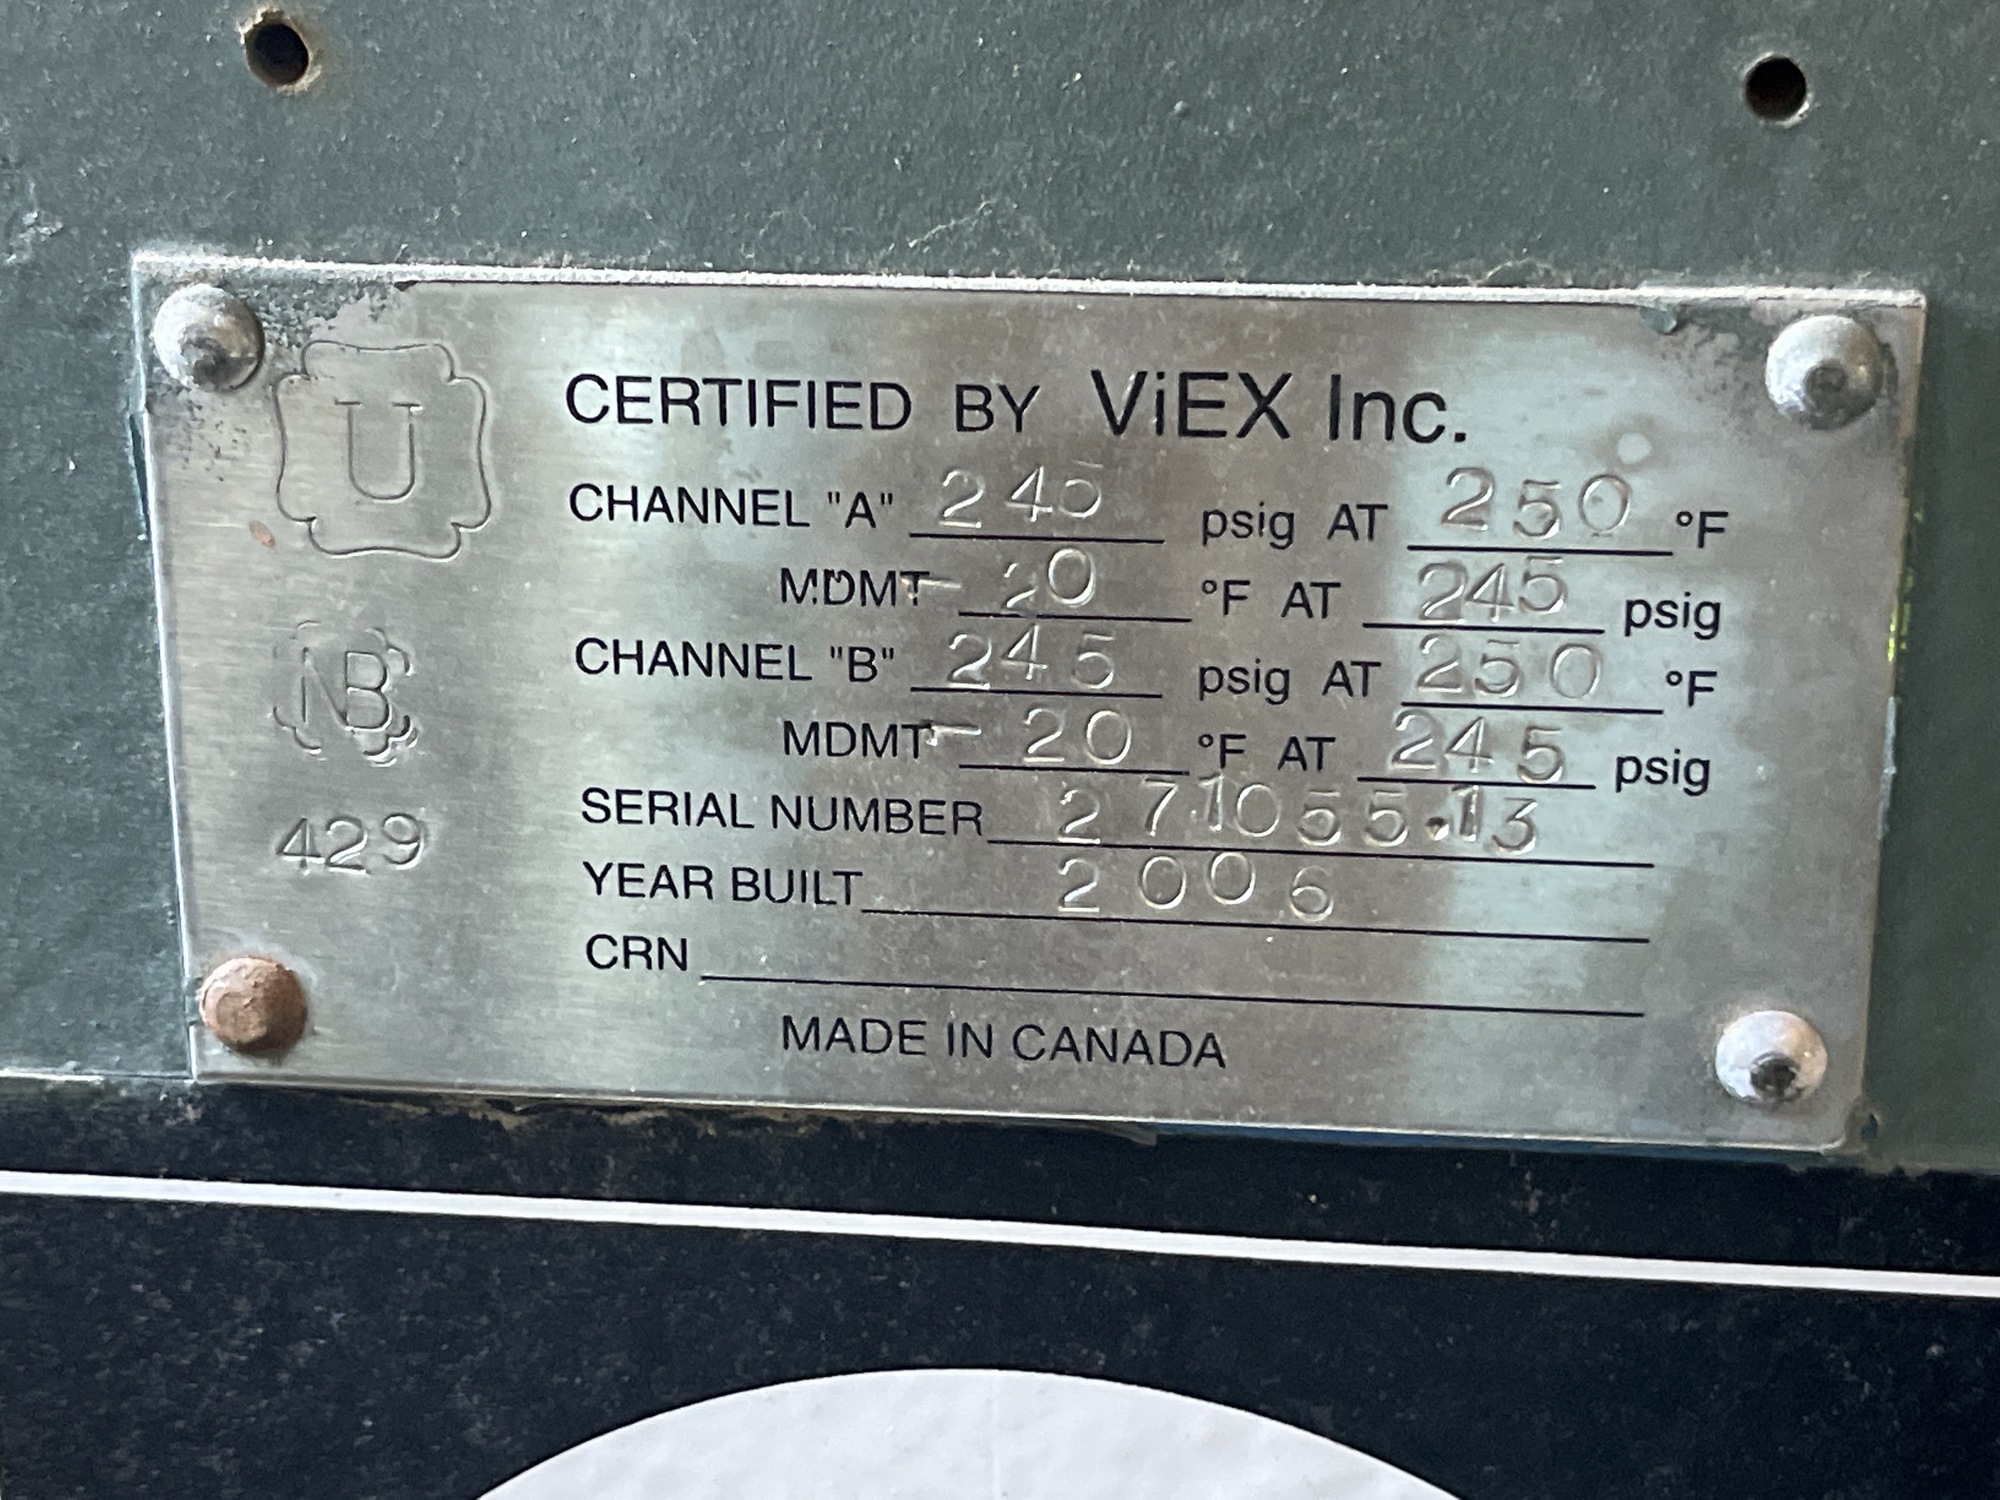 U
CERTIFIED BY ViEX Inc.
CHANNEL "A" 245 psig AT 250 °F
MDMT -20 °F AT 245 psig
CHANNEL "B" 245 psig AT 250 °F
MDMT -20 °F AT 245 psig
NB
SERIAL NUMBER 271055.13
429
YEAR BUILT 2006
CRN
MADE IN CANADA